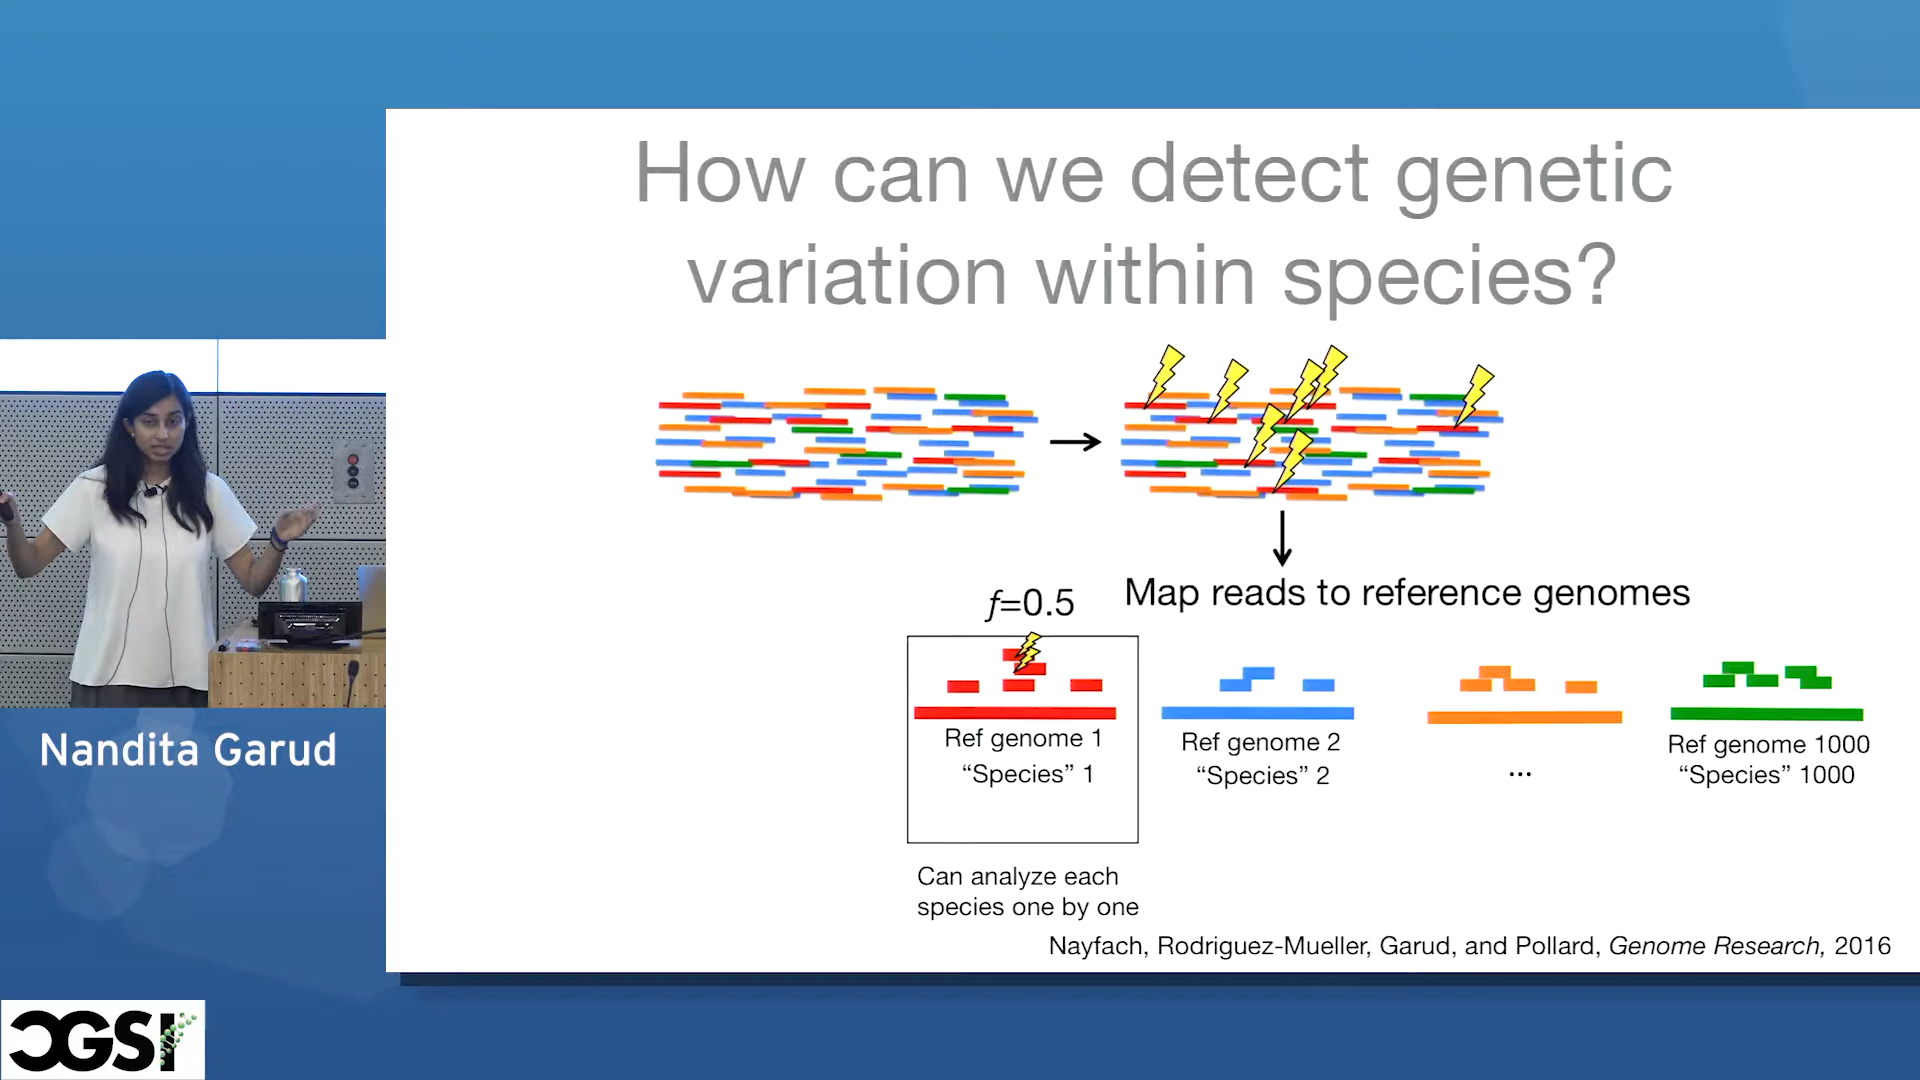 How can we detect genetic
variation within species?
f=0.5
Map reads to reference genomes
Ref genome 1
“Species” 1
Ref genome 2
“Species” 2
...
Ref genome 1000
“Species” 1000
Can analyze each
species one by one
Nayfach, Rodriguez-Mueller, Garud, and Pollard, Genome Research, 2016
Nandita Garud
CGSI